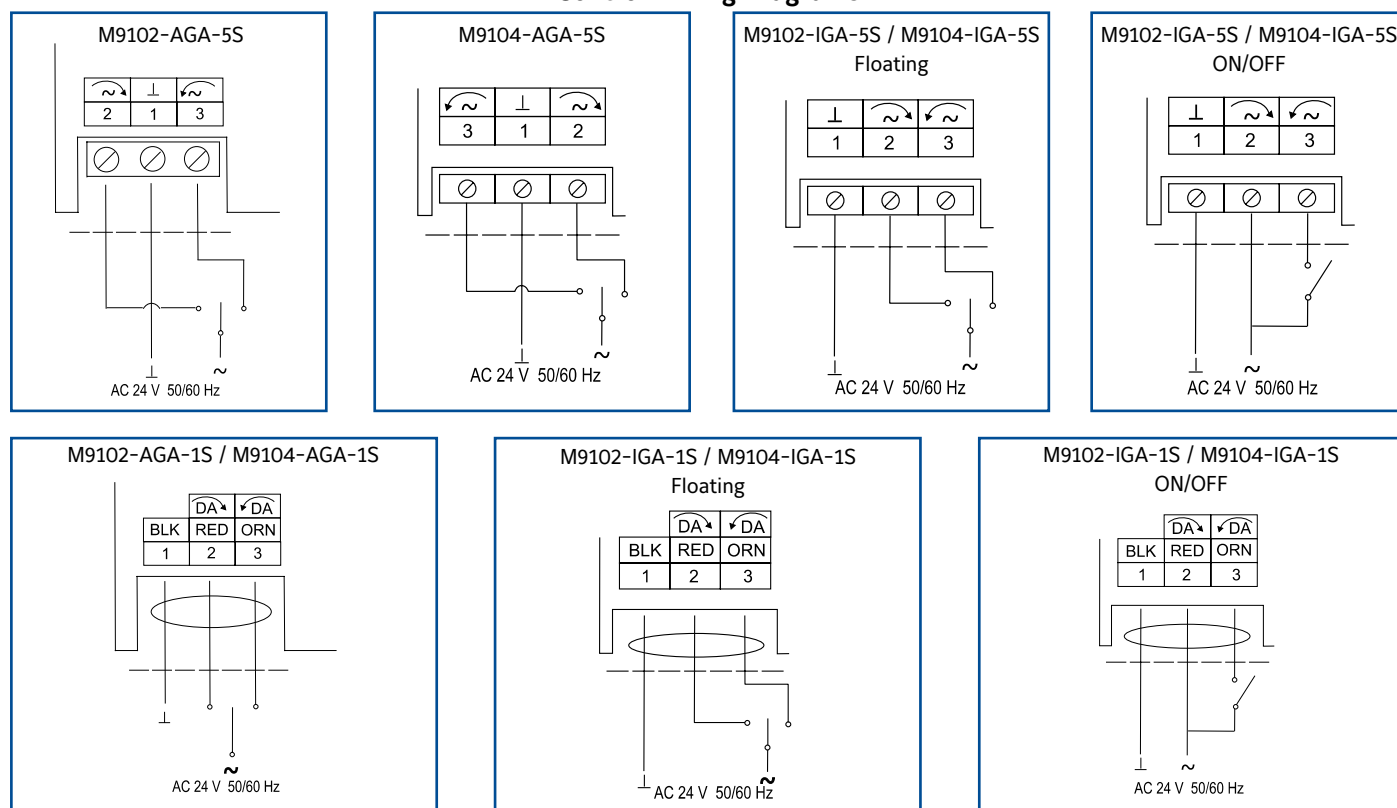 M9102-AGA-5S
2 1 3
AC 24 V 50/60 Hz
M9104-AGA-5S
3 1 2
AC 24 V 50/60 Hz
M9102-IGA-5S / M9104-IGA-5S
Floating
1 2 3
AC 24 V 50/60 Hz
M9102-IGA-5S / M9104-IGA-5S
ON/OFF
1 2 3
AC 24 V 50/60 Hz
M9102-AGA-1S / M9104-AGA-1S
DA DA
BLK RED ORN
1 2 3
AC 24 V 50/60 Hz
M9102-IGA-1S / M9104-IGA-1S
Floating
DA DA
BLK RED ORN
1 2 3
AC 24 V 50/60 Hz
M9102-IGA-1S / M9104-IGA-1S
ON/OFF
DA DA
BLK RED ORN
1 2 3
AC 24 V 50/60 Hz